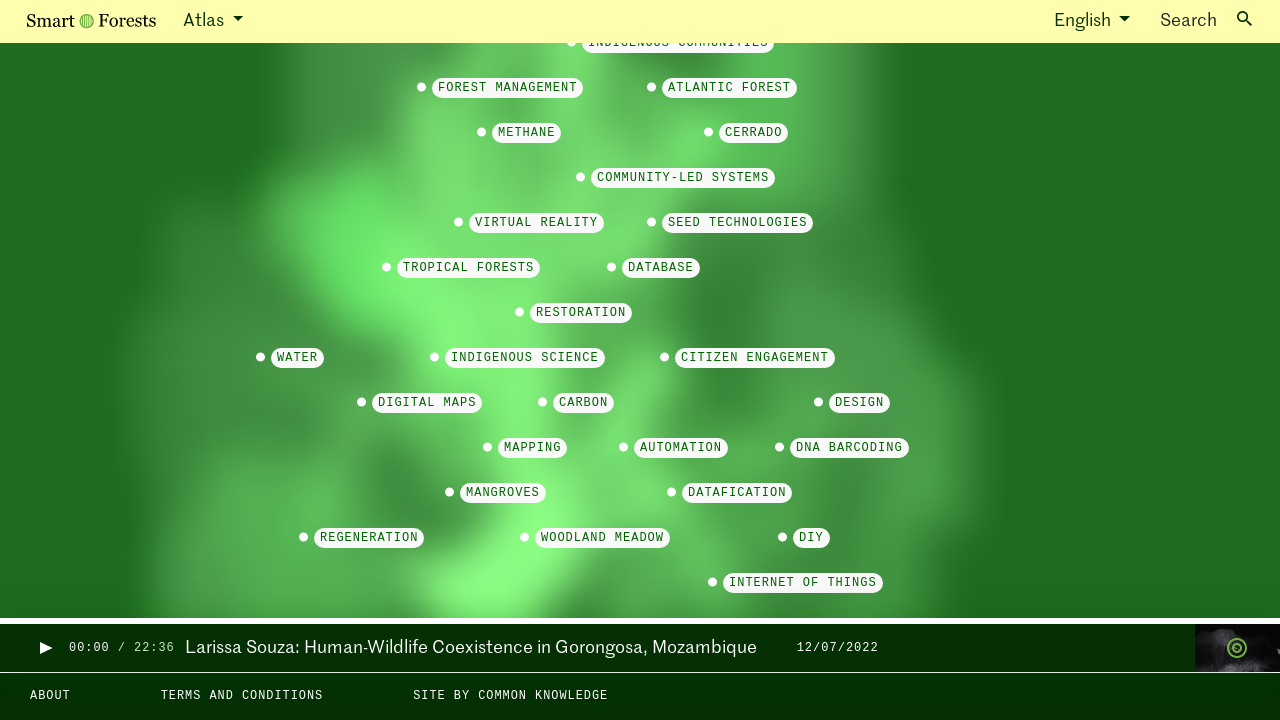 Smart Forests Atlas English Search
INDIGENOUS COMMUNITIES
FOREST MANAGEMENT ATLANTIC FOREST
METHANE CERRADO
COMMUNITY-LED SYSTEMS
VIRTUAL REALITY SEED TECHNOLOGIES
TROPICAL FORESTS DATABASE
RESTORATION
WATER INDIGENOUS SCIENCE CITIZEN ENGAGEMENT
DIGITAL MAPS CARBON DESIGN
MAPPING AUTOMATION DNA BARCODING
MANGROVES DATAFICATION
REGENERATION WOODLAND MEADOW DIY
INTERNET OF THINGS
00:00 / 22:36 Larissa Souza: Human-Wildlife Coexistence in Gorongosa, Mozambique 12/07/2022
ABOUT TERMS AND CONDITIONS SITE BY COMMON KNOWLEDGE